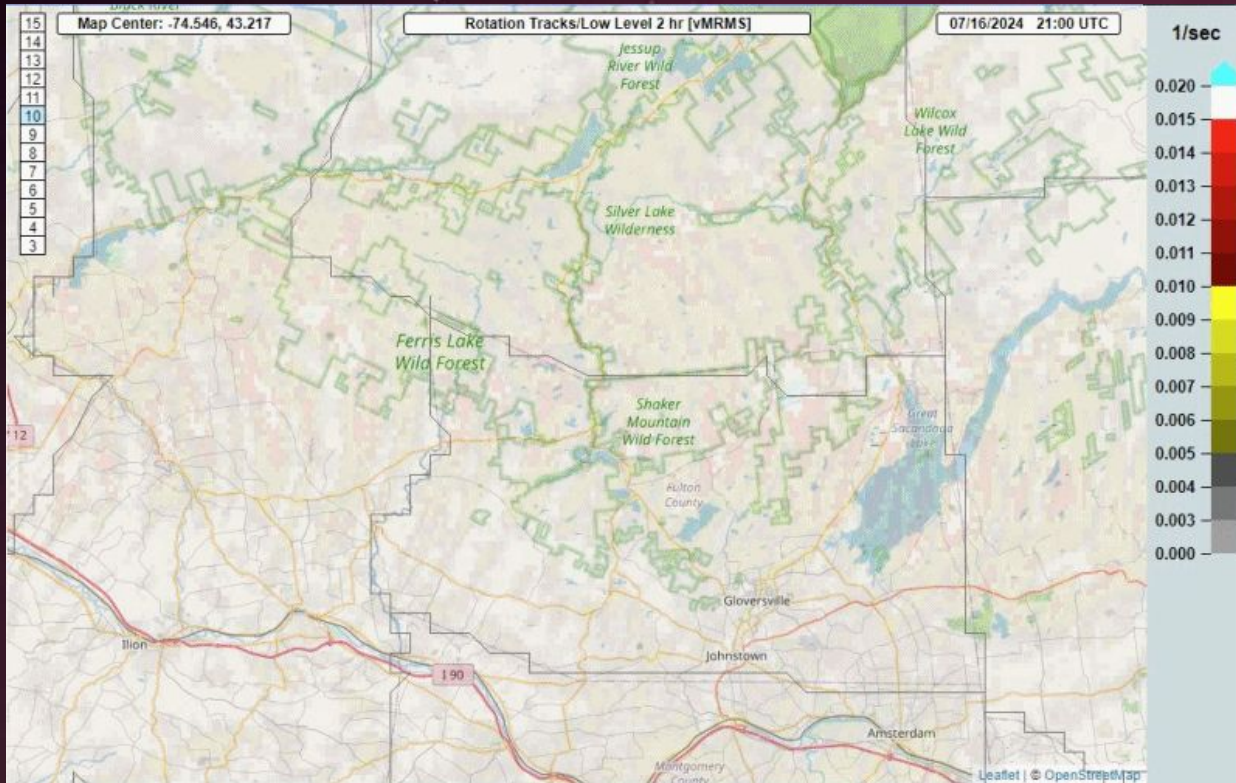 Black River
15
14
13
12
11
10
9
8
7
6
5
4
3
Map Center: -74.546, 43.217
Rotation Tracks/Low Level 2 hr [vMRMS]
07/16/2024 21:00 UTC
1/sec
0.020
0.015
0.014
0.013
0.012
0.011
0.010
0.009
0.008
0.007
0.006
0.005
0.004
0.003
0.000
Jessup
River Wild
Forest
Wilcox
Lake Wild
Forest
Silver Lake
Wilderness
Ferris Lake
Wild Forest
Shaker
Mountain
Wild Forest
Great
Sacandaga
Lake
12
Fulton
County
Gloversville
Ilion
Johnstown
I 90
Amsterdam
Montgomery
County
Leaflet | © OpenStreetMap